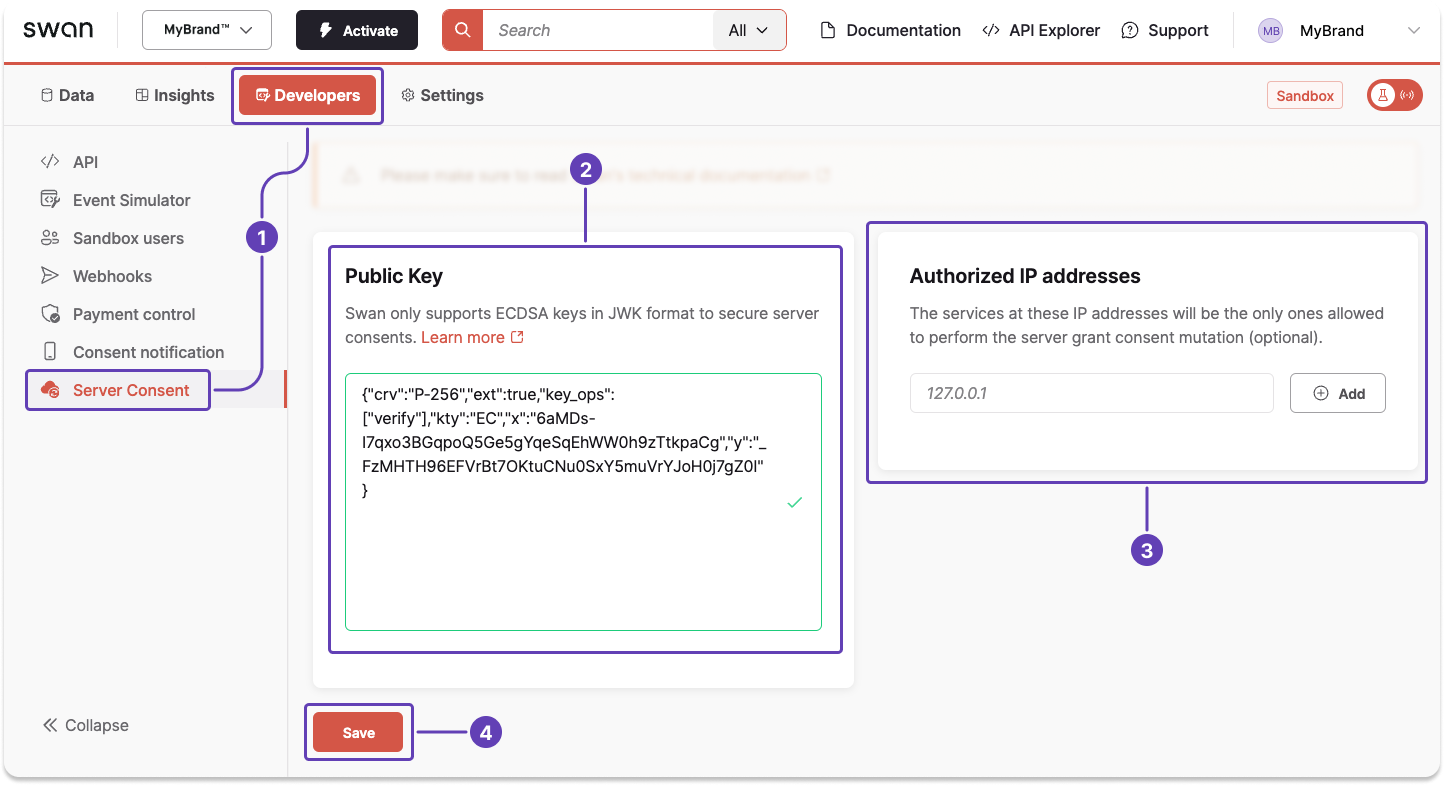 swan
MyBrand™
Activate
Search
All
Documentation
API Explorer
Support
MB
MyBrand
Data
Insights
Developers
Settings
Sandbox
API
Event Simulator
Sandbox users
Webhooks
Payment control
Consent notification
Server Consent
Collapse
1
Please make sure to read
's technical documentation
2
Public Key
Swan only supports ECDSA keys in JWK format to secure server
consents. Learn more
{"crv":"P-256","ext":true,"key_ops":
["verify"],"kty":"EC","x":"6aMDs-
l7qxo3BGqpoQ5Ge5gYqeSqEhWW0h9zTtkpaCg","y":"_
FzMHTH96EFVrBt7OKtuCNu0SxY5muVrYJoH0j7gZ0I"
}
Authorized IP addresses
The services at these IP addresses will be the only ones allowed
to perform the server grant consent mutation (optional).
127.0.0.1
Add
3
Save
4